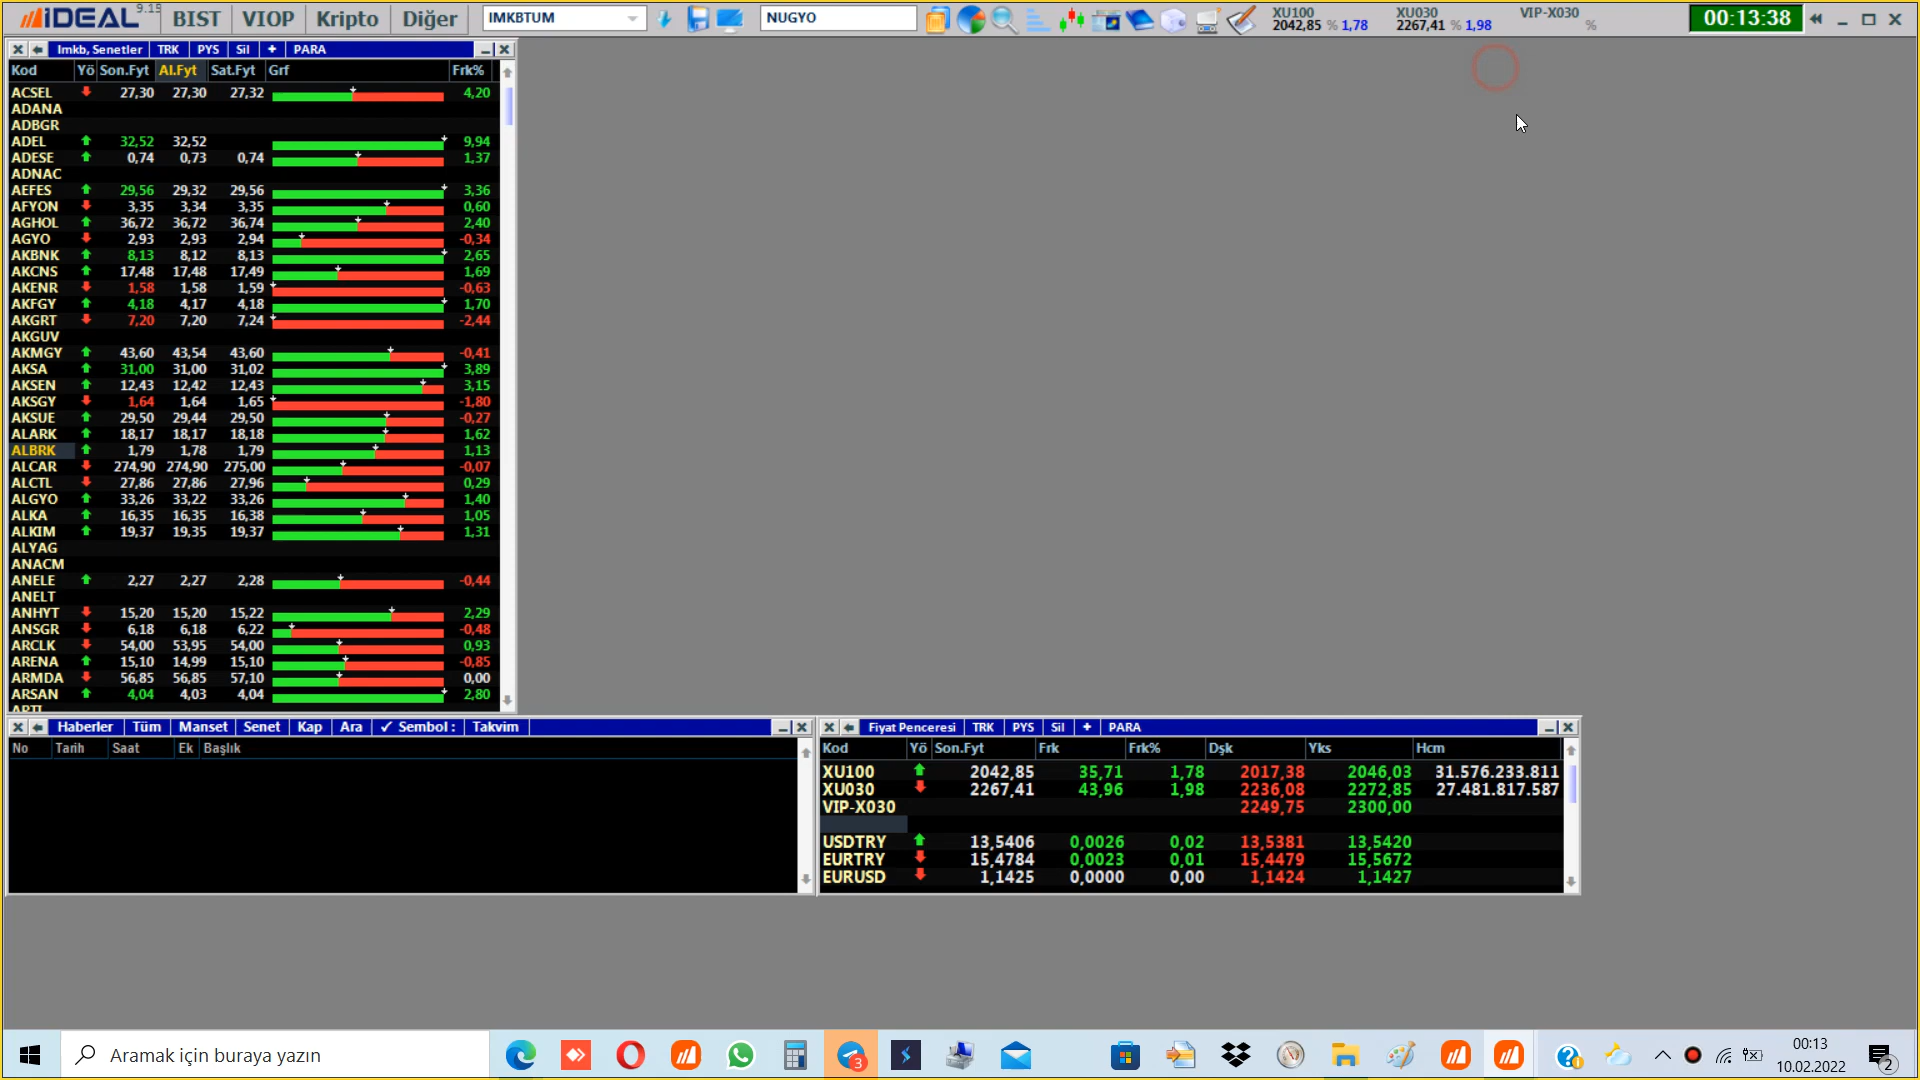 iDEAL 9.15 BIST VIOP Kripto Diğer IMKBTUM NUGYO XU100 XU030 VIP-X030 00:13:38
2042,85 % 1,78 2267,41 % 1,98 %
Imkb, Senetler TRK PYS Sil + PARA
Kod Yö Son.Fyt Al.Fyt Sat.Fyt Grf Frk%
ACSEL 27,30 27,30 27,32 4,20
ADANA
ADBGR
ADEL 32,52 32,52 9,94
ADESE 0,74 0,73 0,74 1,37
ADNAC
AEFES 29,56 29,32 29,56 3,36
AFYON 3,35 3,34 3,35 0,60
AGHOL 36,72 36,72 36,74 2,40
AGYO 2,93 2,93 2,94 -0,34
AKBNK 8,13 8,12 8,13 2,65
AKCNS 17,48 17,48 17,49 1,69
AKENR 1,58 1,58 1,59 -0,63
AKFGY 4,18 4,17 4,18 1,70
AKGRT 7,20 7,20 7,24 -2,44
AKGUV
AKMGY 43,60 43,54 43,60 -0,41
AKSA 31,00 31,00 31,02 3,89
AKSEN 12,43 12,42 12,43 3,15
AKSGY 1,64 1,64 1,65 -1,80
AKSUE 29,50 29,44 29,50 -0,27
ALARK 18,17 18,17 18,18 1,62
ALBRK 1,79 1,78 1,79 1,13
ALCAR 274,90 274,90 275,00 -0,07
ALCTL 27,86 27,86 27,96 0,29
ALGYO 33,26 33,22 33,26 1,40
ALKA 16,35 16,35 16,38 1,05
ALKIM 19,37 19,35 19,37 1,31
ALYAG
ANACM
ANELE 2,27 2,27 2,28 -0,44
ANELT
ANHYT 15,20 15,20 15,22 2,29
ANSGR 6,18 6,18 6,22 -0,48
ARCLK 54,00 53,95 54,00 0,93
ARENA 15,10 14,99 15,10 -0,85
ARMDA 56,85 56,85 57,10 0,00
ARSAN 4,04 4,03 4,04 2,80
Haberler Tüm Manset Senet Kap Ara ✓ Sembol : Takvim
No Tarih Saat Ek Başlık
Fiyat Penceresi TRK PYS Sil + PARA
Kod Yö Son.Fyt Frk Frk% Dşk Yks Hcm
XU100 2042,85 35,71 1,78 2017,38 2046,03 31.576.233.811
XU030 2267,41 43,96 1,98 2236,08 2272,85 27.481.817.587
VIP-X030 2249,75 2300,00
USDTRY 13,5406 0,0026 0,02 13,5381 13,5420
EURTRY 15,4784 0,0023 0,01 15,4479 15,5672
EURUSD 1,1425 0,0000 0,00 1,1424 1,1427
Aramak için buraya yazın
3
00:13
10.02.2022
2